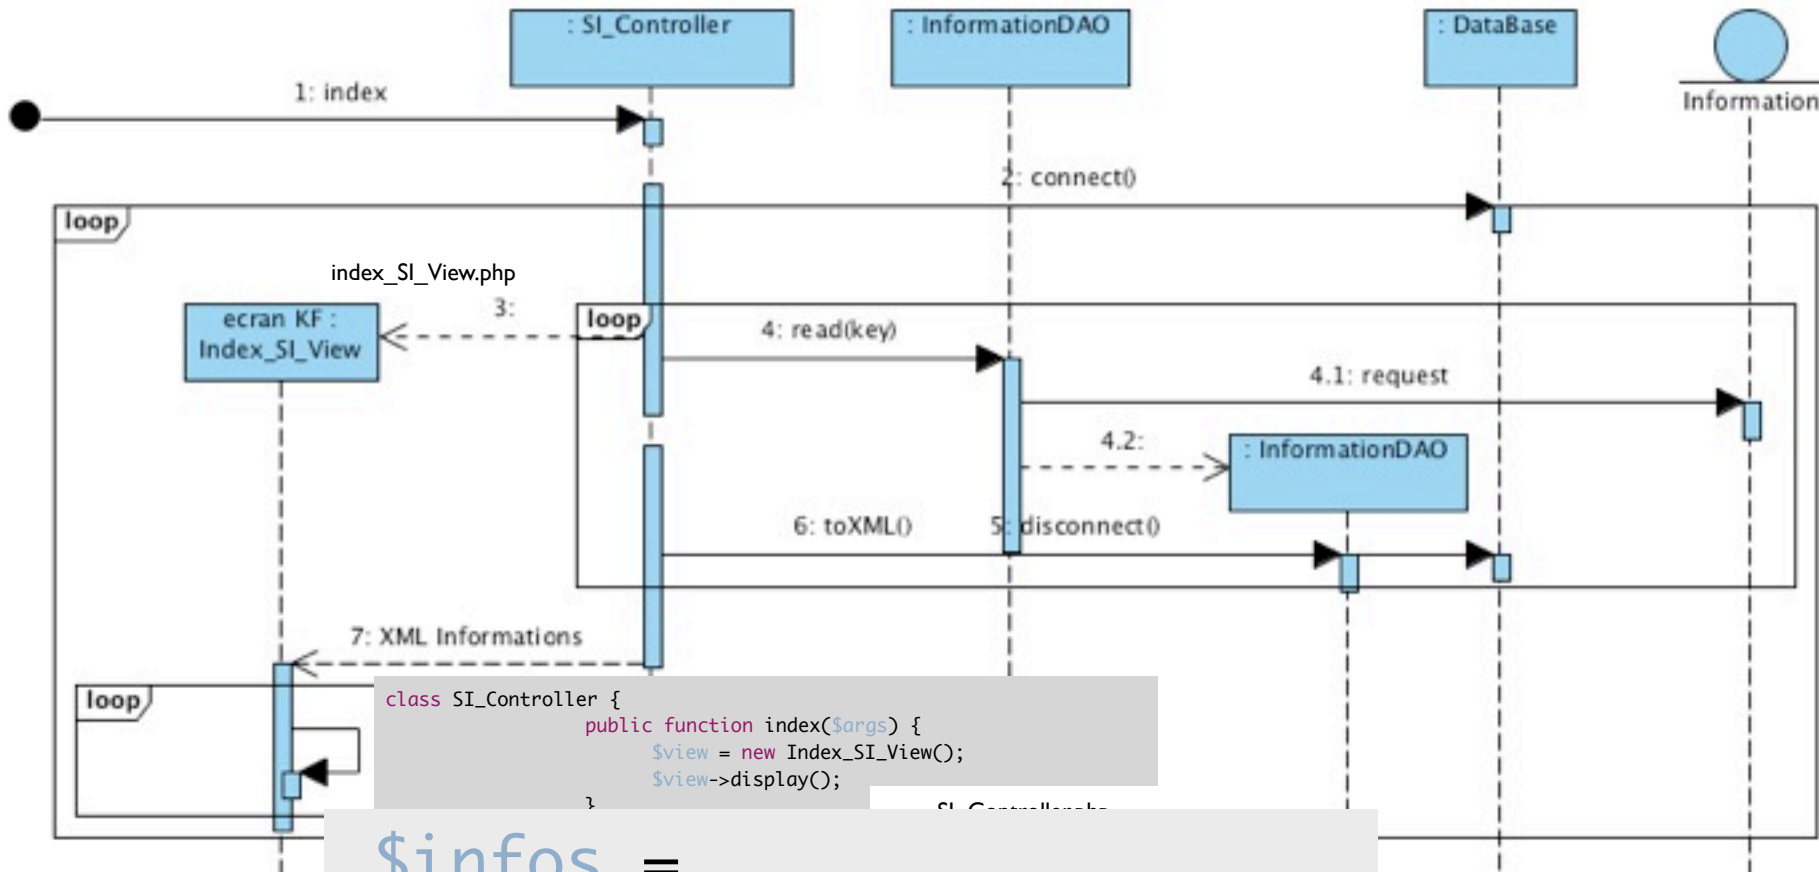 : SI_Controller
: InformationDAO
: DataBase
Information
1: index
2: connect()
loop
index_SI_View.php
3:
ecran KF :
Index_SI_View
loop
4: read(key)
4.1: request
4.2:
: InformationDAO
6: toXML()
5: disconnect()
7: XML Informations
loop
class SI_Controller {
public function index($args) {
$view = new Index_SI_View();
$view->display();
}
SI_Controller.php
$infos =